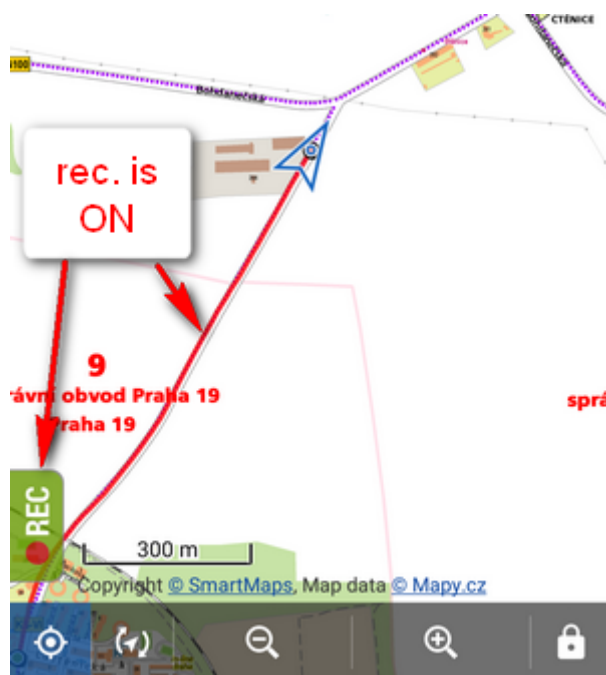 CTĚNICE
Bohdanečská
rec. is
ON
9
rávní obvod Praha 19
Praha 19
sprá
REC
300 m
Copyright © SmartMaps, Map data © Mapy.cz